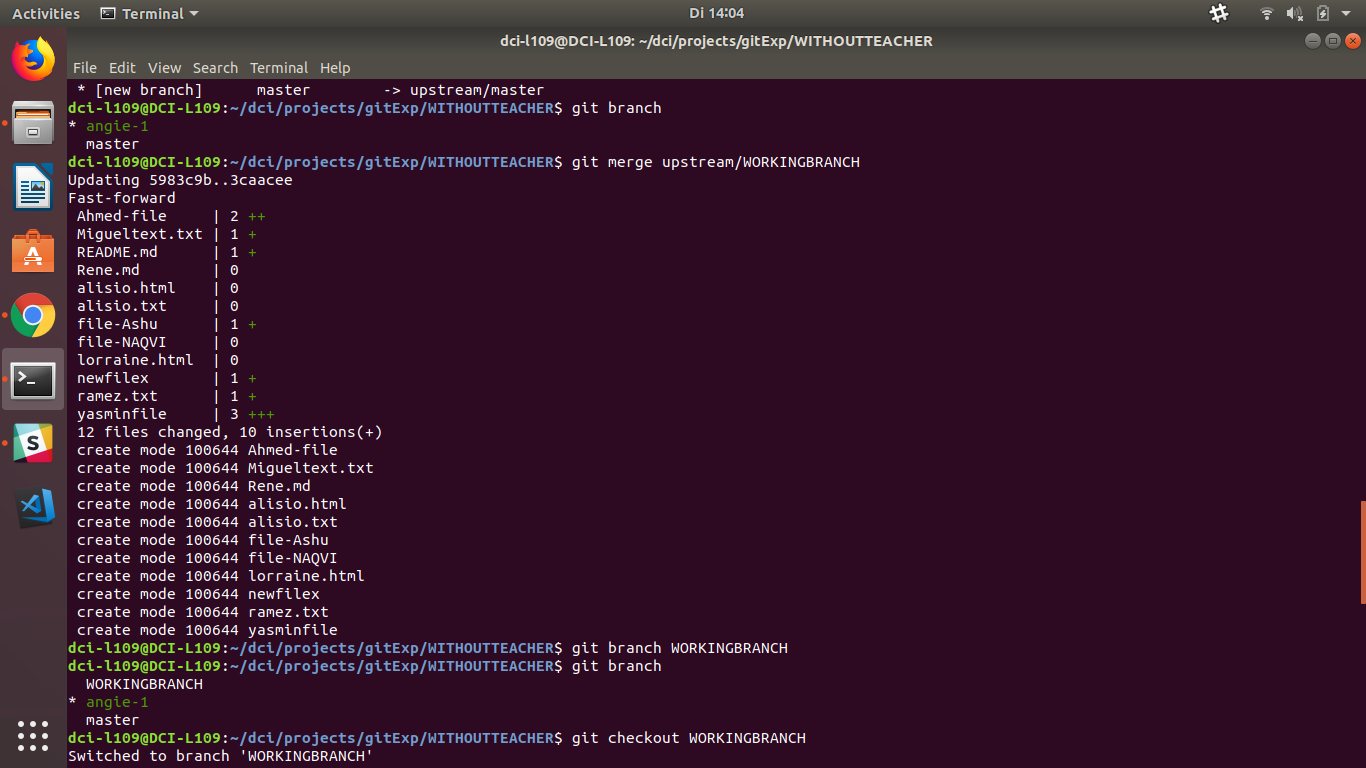 Activities Terminal Di 14:04
dci-l109@DCI-L109: ~/dci/projects/gitExp/WITHOUTTEACHER
File Edit View Search Terminal Help
 * [new branch]      master        -> upstream/master
dci-l109@DCI-L109:~/dci/projects/gitExp/WITHOUTTEACHER$ git branch
* angie-1
  master
dci-l109@DCI-L109:~/dci/projects/gitExp/WITHOUTTEACHER$ git merge upstream/WORKINGBRANCH
Updating 5983c9b..3caacee
Fast-forward
 Ahmed-file     | 2 ++
 Migueltext.txt | 1 +
 README.md      | 1 +
 Rene.md        | 0
 alisio.html    | 0
 alisio.txt     | 0
 file-Ashu      | 1 +
 file-NAQVI     | 0
 lorraine.html  | 0
 newfilex       | 1 +
 ramez.txt      | 1 +
 yasminfile     | 3 +++
 12 files changed, 10 insertions(+)
 create mode 100644 Ahmed-file
 create mode 100644 Migueltext.txt
 create mode 100644 Rene.md
 create mode 100644 alisio.html
 create mode 100644 alisio.txt
 create mode 100644 file-Ashu
 create mode 100644 file-NAQVI
 create mode 100644 lorraine.html
 create mode 100644 newfilex
 create mode 100644 ramez.txt
 create mode 100644 yasminfile
dci-l109@DCI-L109:~/dci/projects/gitExp/WITHOUTTEACHER$ git branch WORKINGBRANCH
dci-l109@DCI-L109:~/dci/projects/gitExp/WITHOUTTEACHER$ git branch
  WORKINGBRANCH
* angie-1
  master
dci-l109@DCI-L109:~/dci/projects/gitExp/WITHOUTTEACHER$ git checkout WORKINGBRANCH
Switched to branch 'WORKINGBRANCH'